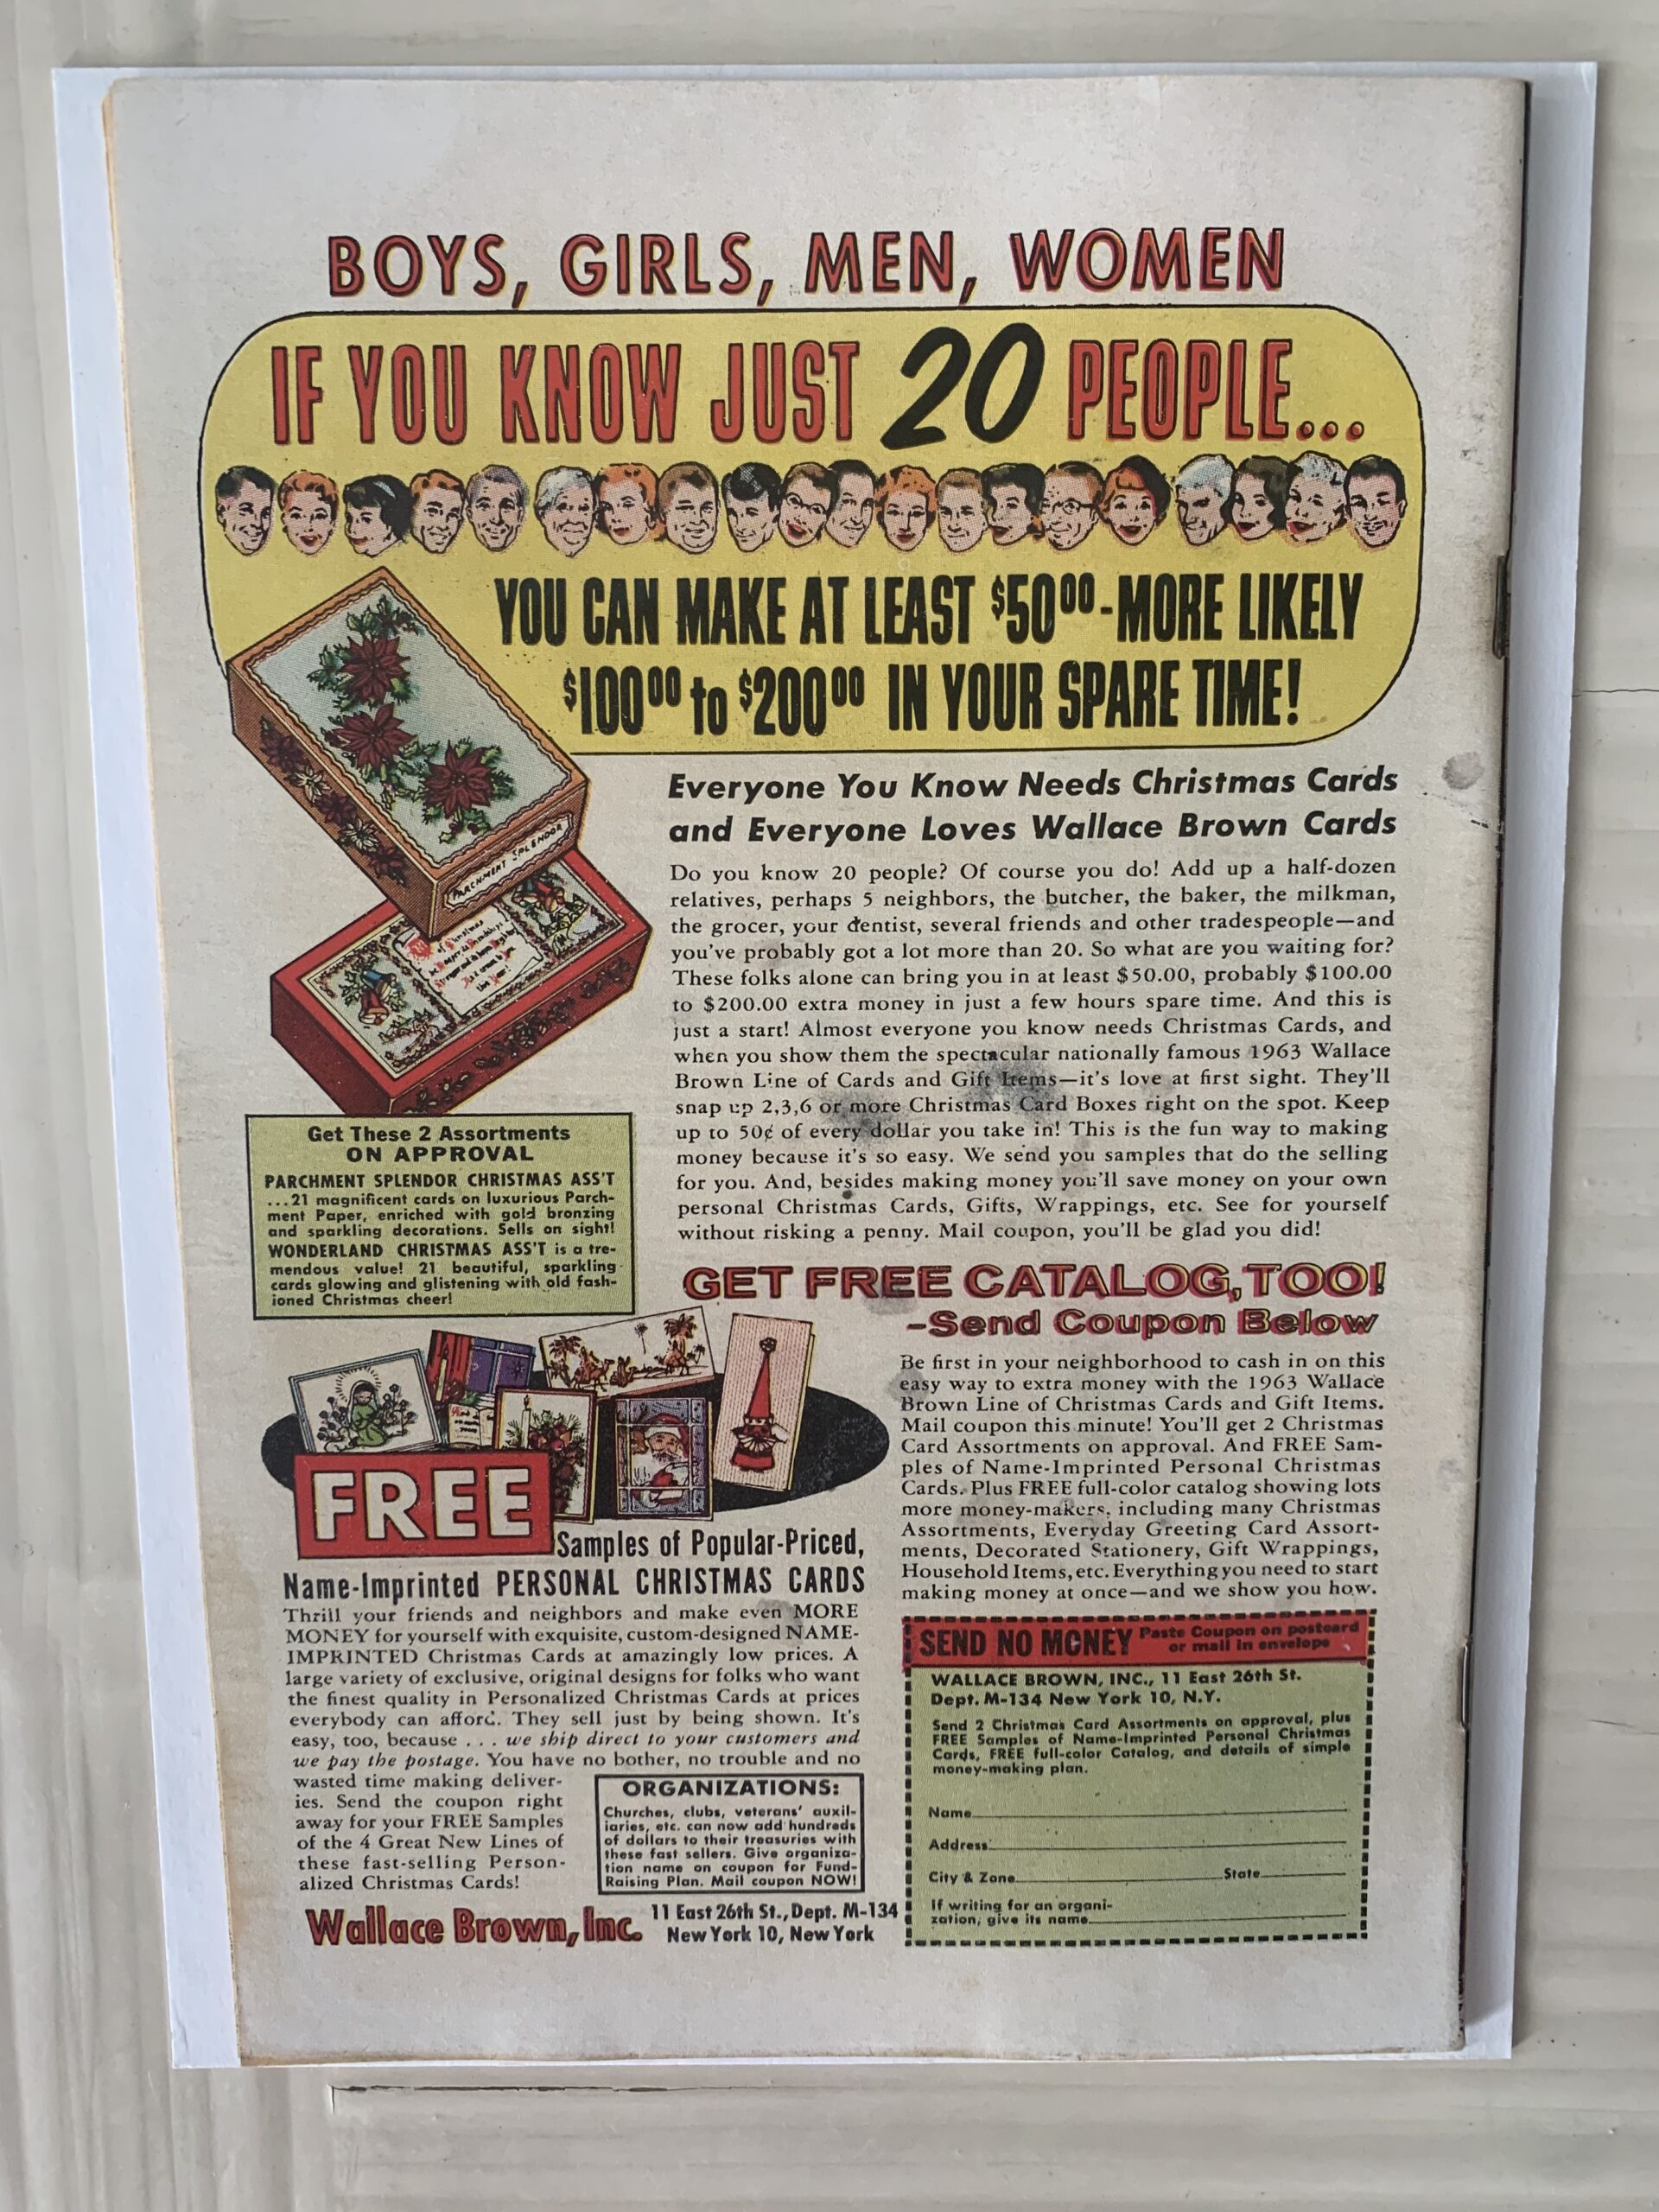 BOYS, GIRLS, MEN, WOMEN
IF YOU KNOW JUST 20 PEOPLE...
YOU CAN MAKE AT LEAST $50.00-MORE LIKELY
$100.00 to $200.00 IN YOUR SPARE TIME!
PARCHMENT SPLENDOR
Everyone You Know Needs Christmas Cards
and Everyone Loves Wallace Brown Cards
Do you know 20 people? Of course you do! Add up a half-dozen
relatives, perhaps 5 neighbors, the butcher, the baker, the milkman,
the grocer, your dentist, several friends and other tradespeople—and
you've probably got a lot more than 20. So what are you waiting for?
These folks alone can bring you in at least $50.00, probably $100.00
to $200.00 extra money in just a few hours spare time. And this is
just a start! Almost everyone you know needs Christmas Cards, and
when you show them the spectacular nationally famous 1963 Wallace
Brown Line of Cards and Gift Items—it's love at first sight. They'll
snap up 2,3,6 or more Christmas Card Boxes right on the spot. Keep
up to 50¢ of every dollar you take in! This is the fun way to making
money because it's so easy. We send you samples that do the selling
for you. And, besides making money you'll save money on your own
personal Christmas Cards, Gifts, Wrappings, etc. See for yourself
without risking a penny. Mail coupon, you'll be glad you did!
Get These 2 Assortments
ON APPROVAL
PARCHMENT SPLENDOR CHRISTMAS ASS'T
...21 magnificent cards on luxurious Parch-
ment Paper, enriched with gold bronzing
and sparkling decorations. Sells on sight!
WONDERLAND CHRISTMAS ASS'T is a tre-
mendous value! 21 beautiful, sparkling
cards glowing and glistening with old fash-
ioned Christmas cheer!
GET FREE CATALOG, TOO!
-Send Coupon Below
Be first in your neighborhood to cash in on this
easy way to extra money with the 1963 Wallace
Brown Line of Christmas Cards and Gift Items.
Mail coupon this minute! You'll get 2 Christmas
Card Assortments on approval. And FREE Sam-
ples of Name-Imprinted Personal Christmas
Cards. Plus FREE full-color catalog showing lots
more money-makers, including many Christmas
Assortments, Everyday Greeting Card Assort-
ments, Decorated Stationery, Gift Wrappings,
Household Items, etc. Everything you need to start
making money at once—and we show you how.
FREE
Samples of Popular-Priced,
Name-Imprinted PERSONAL CHRISTMAS CARDS
Thrill your friends and neighbors and make even MORE
MONEY for yourself with exquisite, custom-designed NAME-
IMPRINTED Christmas Cards at amazingly low prices. A
large variety of exclusive, original designs for folks who want
the finest quality in Personalized Christmas Cards at prices
everybody can afford. They sell just by being shown. It's
easy, too, because . . . we ship direct to your customers and
we pay the postage. You have no bother, no trouble and no
wasted time making deliver-
ies. Send the coupon right
away for your FREE Samples
of the 4 Great New Lines of
these fast-selling Person-
alized Christmas Cards!
ORGANIZATIONS:
Churches, clubs, veterans' auxil-
iaries, etc. can now add hundreds
of dollars to their treasuries with
these fast sellers. Give organiza-
tion name on coupon for Fund-
Raising Plan. Mail coupon NOW!
Wallace Brown, Inc.
11 East 26th St., Dept. M-134
New York 10, New York
SEND NO MONEY Paste Coupon on postcard
or mail in envelope
WALLACE BROWN, INC., 11 East 26th St.
Dept. M-134 New York 10, N.Y.
Send 2 Christmas Card Assortments on approval, plus
FREE Samples of Name-Imprinted Personal Christmas
Cards, FREE full-color Catalog, and details of simple
money-making plan.
Name
Address
City & Zone State
If writing for an organi-
zation, give its name